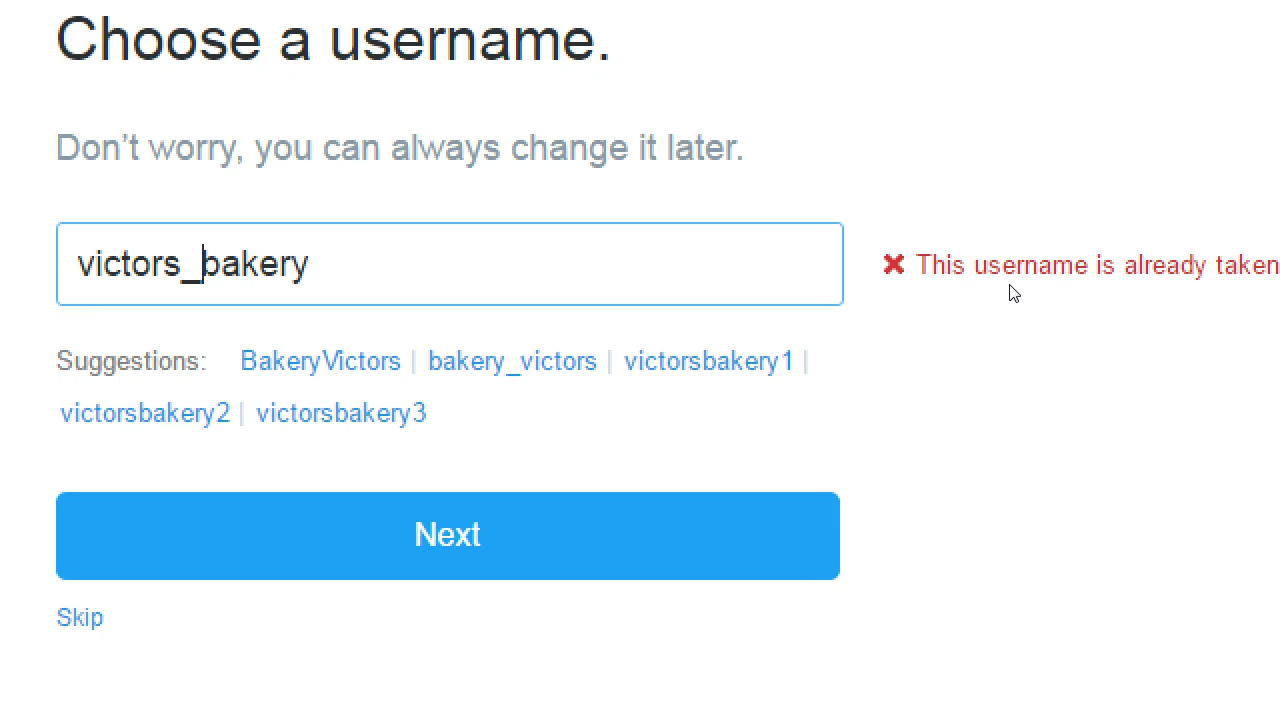 Choose a username.
Don't worry, you can always change it later.
victors_bakery
This username is already taken
Suggestions: BakeryVictors | bakery_victors | victorsbakery1 |
victorsbakery2 | victorsbakery3
Next
Skip